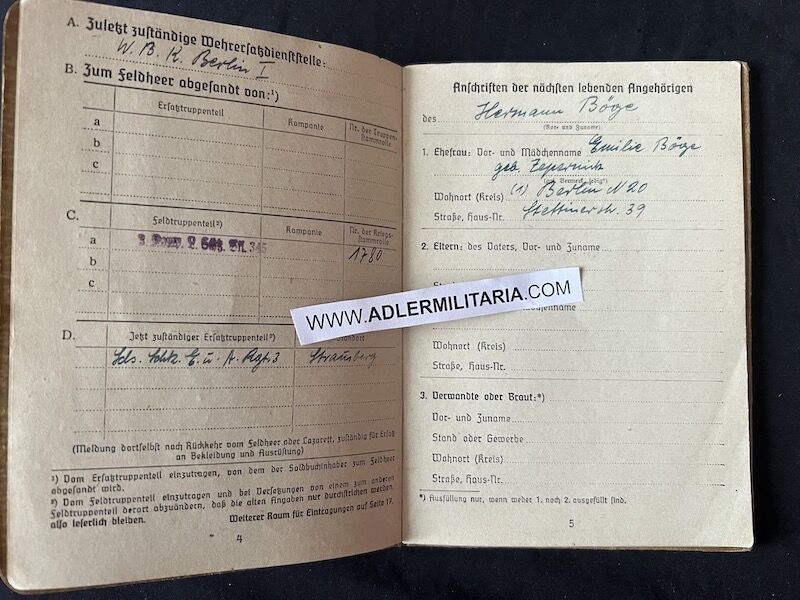 A. Zuletzt zuständige Wehrersatzdienststelle:
W. B. K. Berlin I
B. Zum Feldheer abgesandt von:¹)
Ersatztruppenteil
Kompanie
Nr. der Truppen-
stammrolle
a
b
c
C.
Feldtruppenteil²)
Kompanie
Nr. der Kriegs-
stammrolle
a
345
1780
b
c
D.
Jetzt zuständiger Ersatztruppenteil²)
Standort
E. u. A. 3
Strausberg
(Meldung dortselbst nach Rückkehr vom Feldheer oder Lazarett, zuständig für Ersatz
an Bekleidung und Ausrüstung)
¹) Vom Ersatztruppenteil einzutragen, von dem der Soldbuchinhaber zum Feldheer
abgesandt wird.
²) Vom Feldtruppenteil einzutragen und bei Versetzungen von einem zum anderen
Feldtruppenteil derart abzuändern, daß die alten Angaben nur durchstrichen werden,
also leserlich bleiben.
Weiterer Raum für Eintragungen auf Seite 17.
4
Anschriften der nächsten lebenden Angehörigen
des Hermann Böge
(Vor- und Zuname)
1. Ehefrau: Vor- und Mädchenname Emilie Böge
geb. Zepernick
Wohnort (Kreis) (1) Berlin N 20
Straße, Haus-Nr. Stettinerstr. 39
2. Eltern: des Vaters, Vor- und Zuname
Wohnort (Kreis)
Straße, Haus-Nr.
3. Verwandte oder Braut:*)
Vor- und Zuname
Stand oder Gewerbe
Wohnort (Kreis)
Straße, Haus-Nr.
*) Ausfüllung nur, wenn weder 1. noch 2. ausgefüllt sind.
5
WWW.ADLERMILITARIA.COM